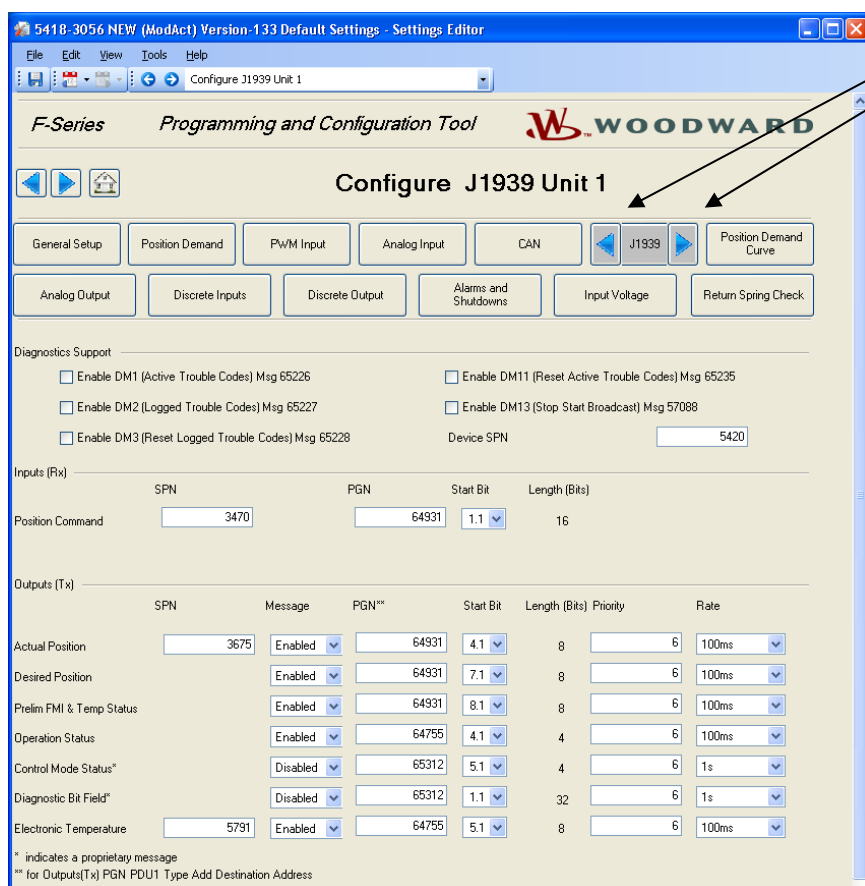 5418-3056 NEW (ModAct) Version-133 Default Settings - Settings Editor
File Edit View Tools Help
Configure J1939 Unit 1
F-Series Programming and Configuration Tool WOODWARD
Configure J1939 Unit 1
General Setup Position Demand PWM Input Analog Input CAN J1939 Position Demand Curve
Analog Output Discrete Inputs Discrete Output Alarms and Shutdowns Input Voltage Return Spring Check
Diagnostics Support
Enable DM1 (Active Trouble Codes) Msg 65226 Enable DM11 (Reset Active Trouble Codes) Msg 65235
Enable DM2 (Logged Trouble Codes) Msg 65227 Enable DM13 (Stop Start Broadcast) Msg 57088
Enable DM3 (Reset Logged Trouble Codes) Msg 65228 Device SPN 5420
Inputs (Rx)
SPN PGN Start Bit Length (Bits)
Position Command 3470 64931 1.1 16
Outputs (Tx)
SPN Message PGN** Start Bit Length (Bits) Priority Rate
Actual Position 3675 Enabled 64931 4.1 8 6 100ms
Desired Position Enabled 64931 7.1 8 6 100ms
Prelim FMI & Temp Status Enabled 64931 8.1 8 6 100ms
Operation Status Enabled 64755 4.1 4 6 100ms
Control Mode Status* Disabled 65312 5.1 4 6 1s
Diagnostic Bit Field* Disabled 65312 1.1 32 6 1s
Electronic Temperature 5791 Enabled 64755 5.1 8 6 100ms
* indicates a proprietary message
** for Outputs(Tx) PGN PDU1 Type Add Destination Address